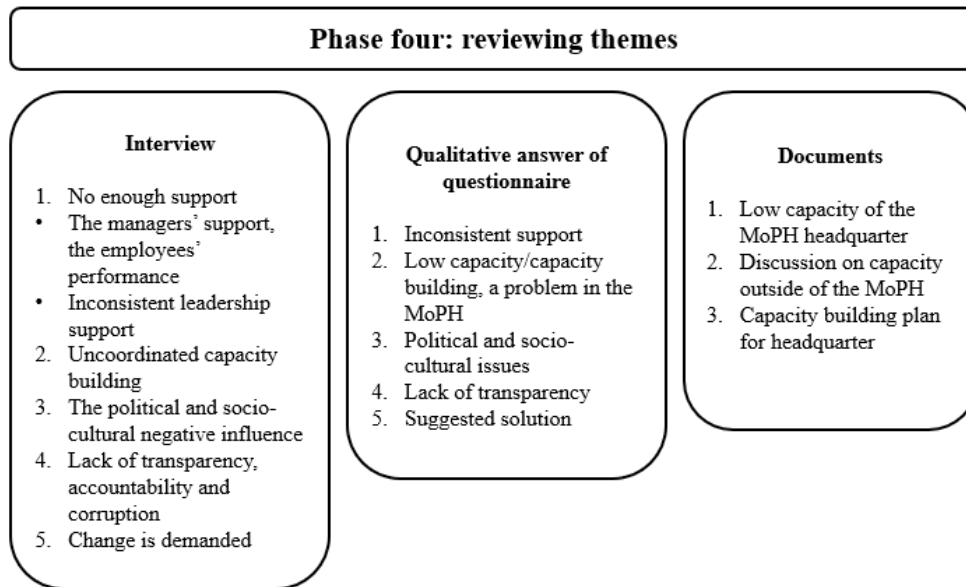 Phase four: reviewing themes
Interview
1. No enough support
• The managers’ support,
the employees’
performance
• Inconsistent leadership
support
2. Uncoordinated capacity
building
3. The political and socio-
cultural negative influence
4. Lack of transparency,
accountability and
corruption
5. Change is demanded
Qualitative answer of
questionnaire
1. Inconsistent support
2. Low capacity/capacity
building, a problem in the
MoPH
3. Political and socio-
cultural issues
4. Lack of transparency
5. Suggested solution
Documents
1. Low capacity of the
MoPH headquarter
2. Discussion on capacity
outside of the MoPH
3. Capacity building plan
for headquarter